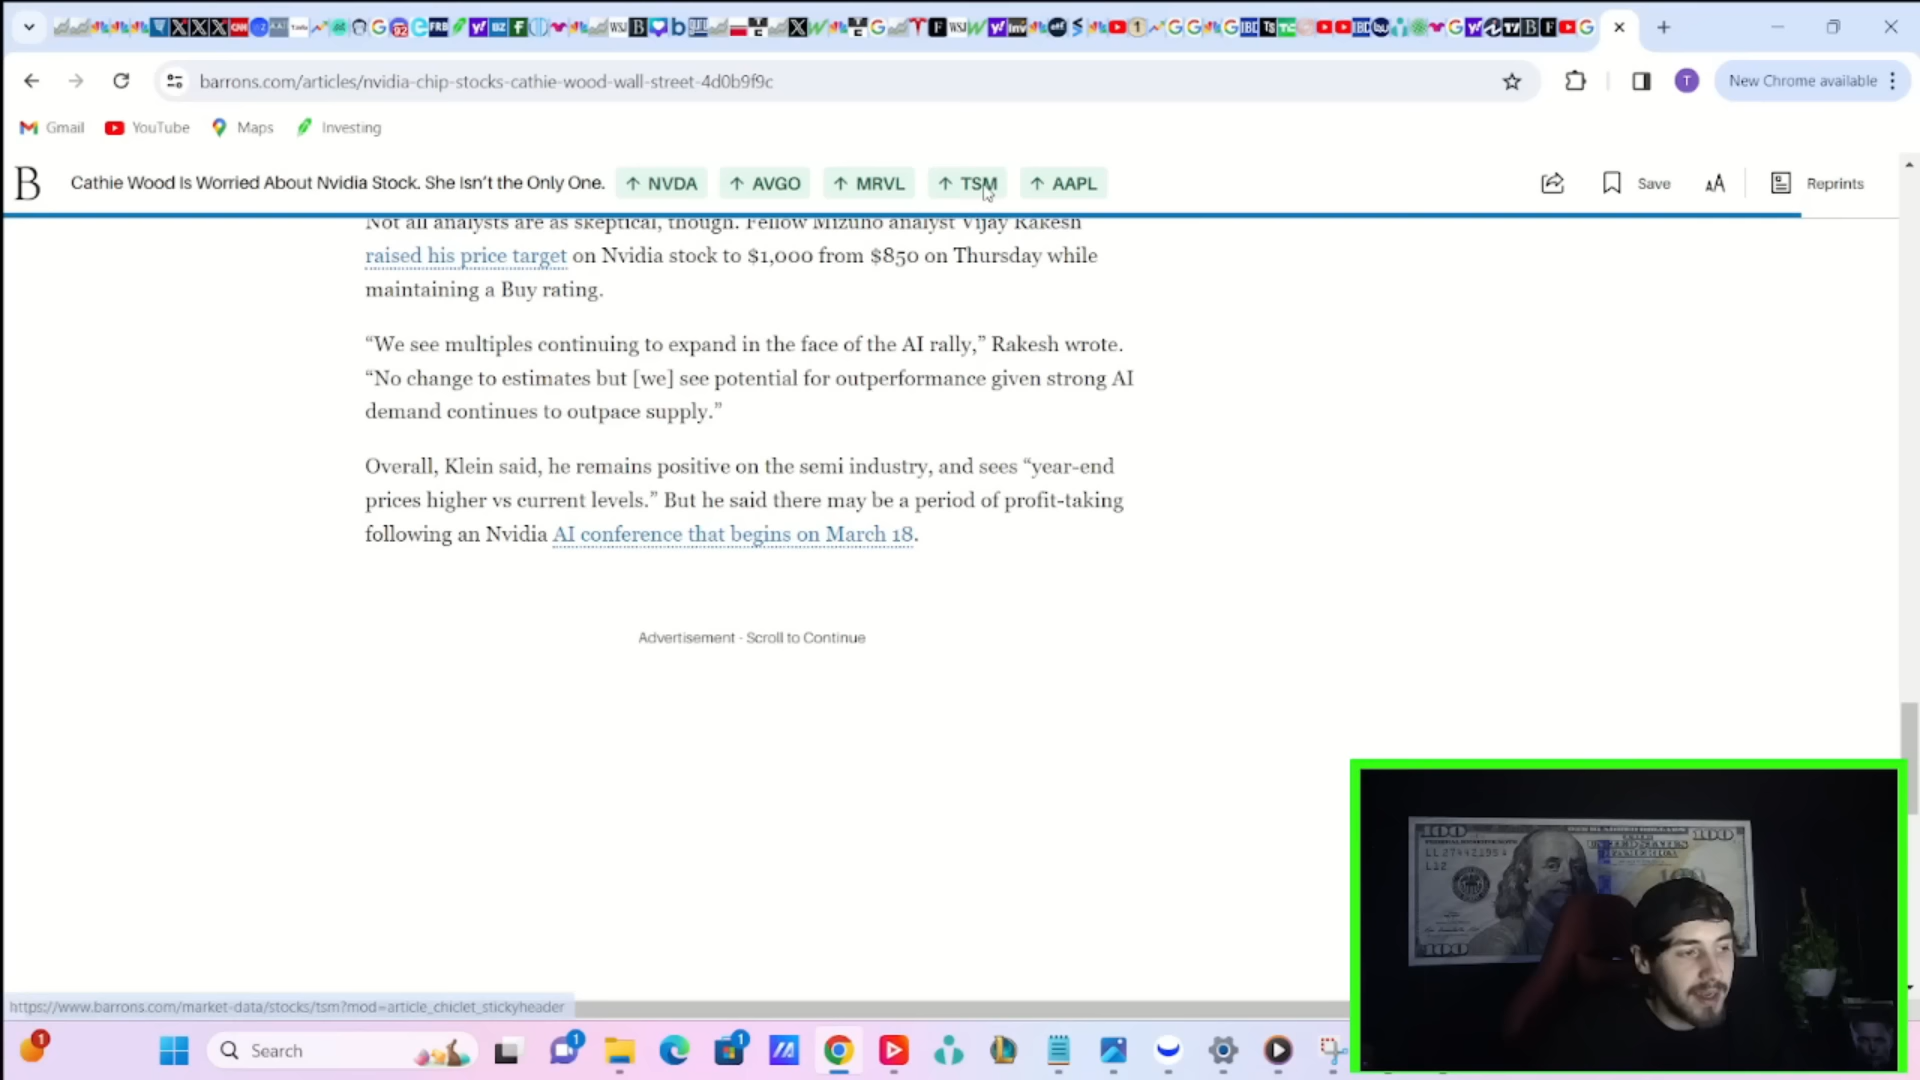 barrons.com/articles/nvidia-chip-stocks-cathie-wood-wall-street-4d0b9f9c
New Chrome available
Gmail
YouTube
Maps
Investing
B
Cathie Wood Is Worried About Nvidia Stock. She Isn't the Only One.
↑ NVDA
↑ AVGO
↑ MRVL
↑ TSM
↑ AAPL
Save
AA
Reprints
Not all analysts are as skeptical, though. Fellow Mizuho analyst Vijay Rakesh
raised his price target on Nvidia stock to $1,000 from $850 on Thursday while
maintaining a Buy rating.
“We see multiples continuing to expand in the face of the AI rally,” Rakesh wrote.
“No change to estimates but [we] see potential for outperformance given strong AI
demand continues to outpace supply.”
Overall, Klein said, he remains positive on the semi industry, and sees “year-end
prices higher vs current levels.” But he said there may be a period of profit-taking
following an Nvidia AI conference that begins on March 18.
Advertisement - Scroll to Continue
100
100
100
https://www.barrons.com/market-data/stocks/tsm?mod=article_chiclet_stickyheader
1
Search
1
1